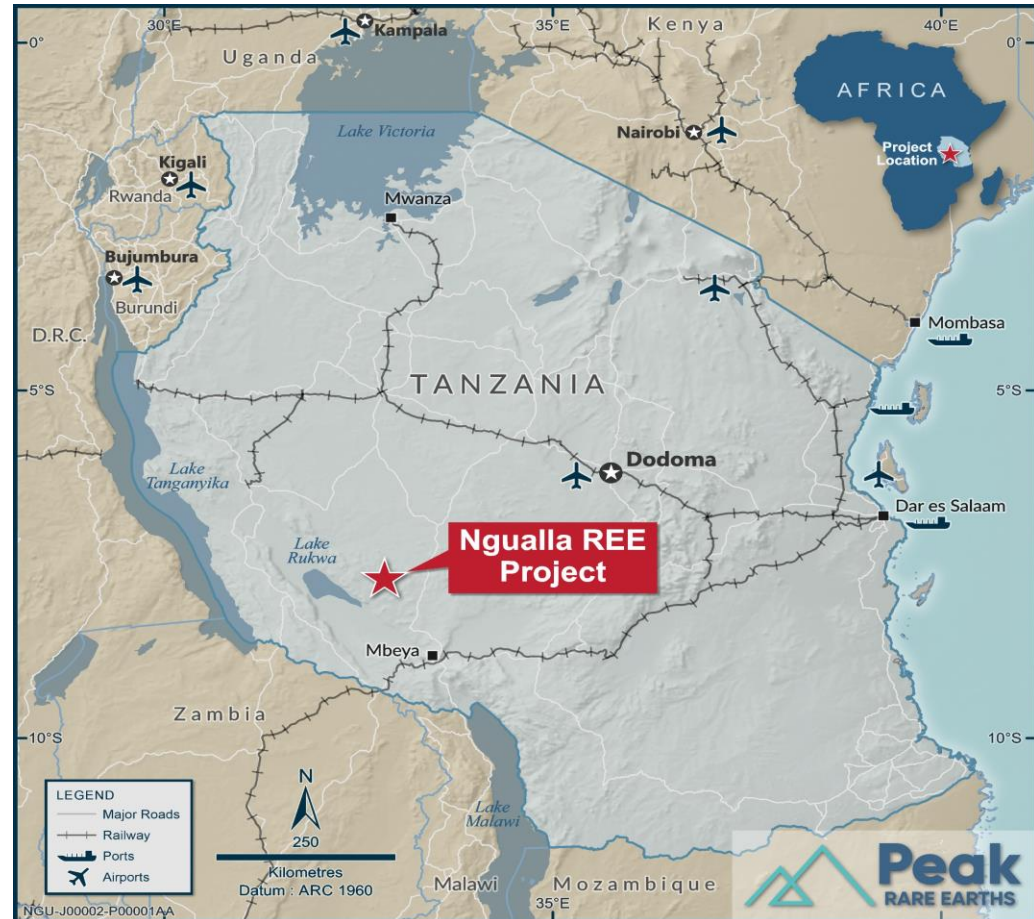 30°E
35°E
40°E
0°
0°
Kampala
Uganda
Kenya
AFRICA
Project
Location
Lake Victoria
Nairobi
Kigali
Rwanda
Mwanza
Bujumbura
Burundi
D.R.C.
Mombasa
5°S
TANZANIA
5°S
Dodoma
Lake
Tanganyika
Dar es Salaam
Ngualla REE
Project
Lake
Rukwa
Mbeya
Zambia
10°S
10°S
LEGEND
Major Roads
Railway
Ports
Airports
N
250
Kilometres
Datum : ARC 1960
Lake
Malawi
Malawi
Mozambique
35°E
Peak
RARE EARTHS
NGU-J00002-P00001AA